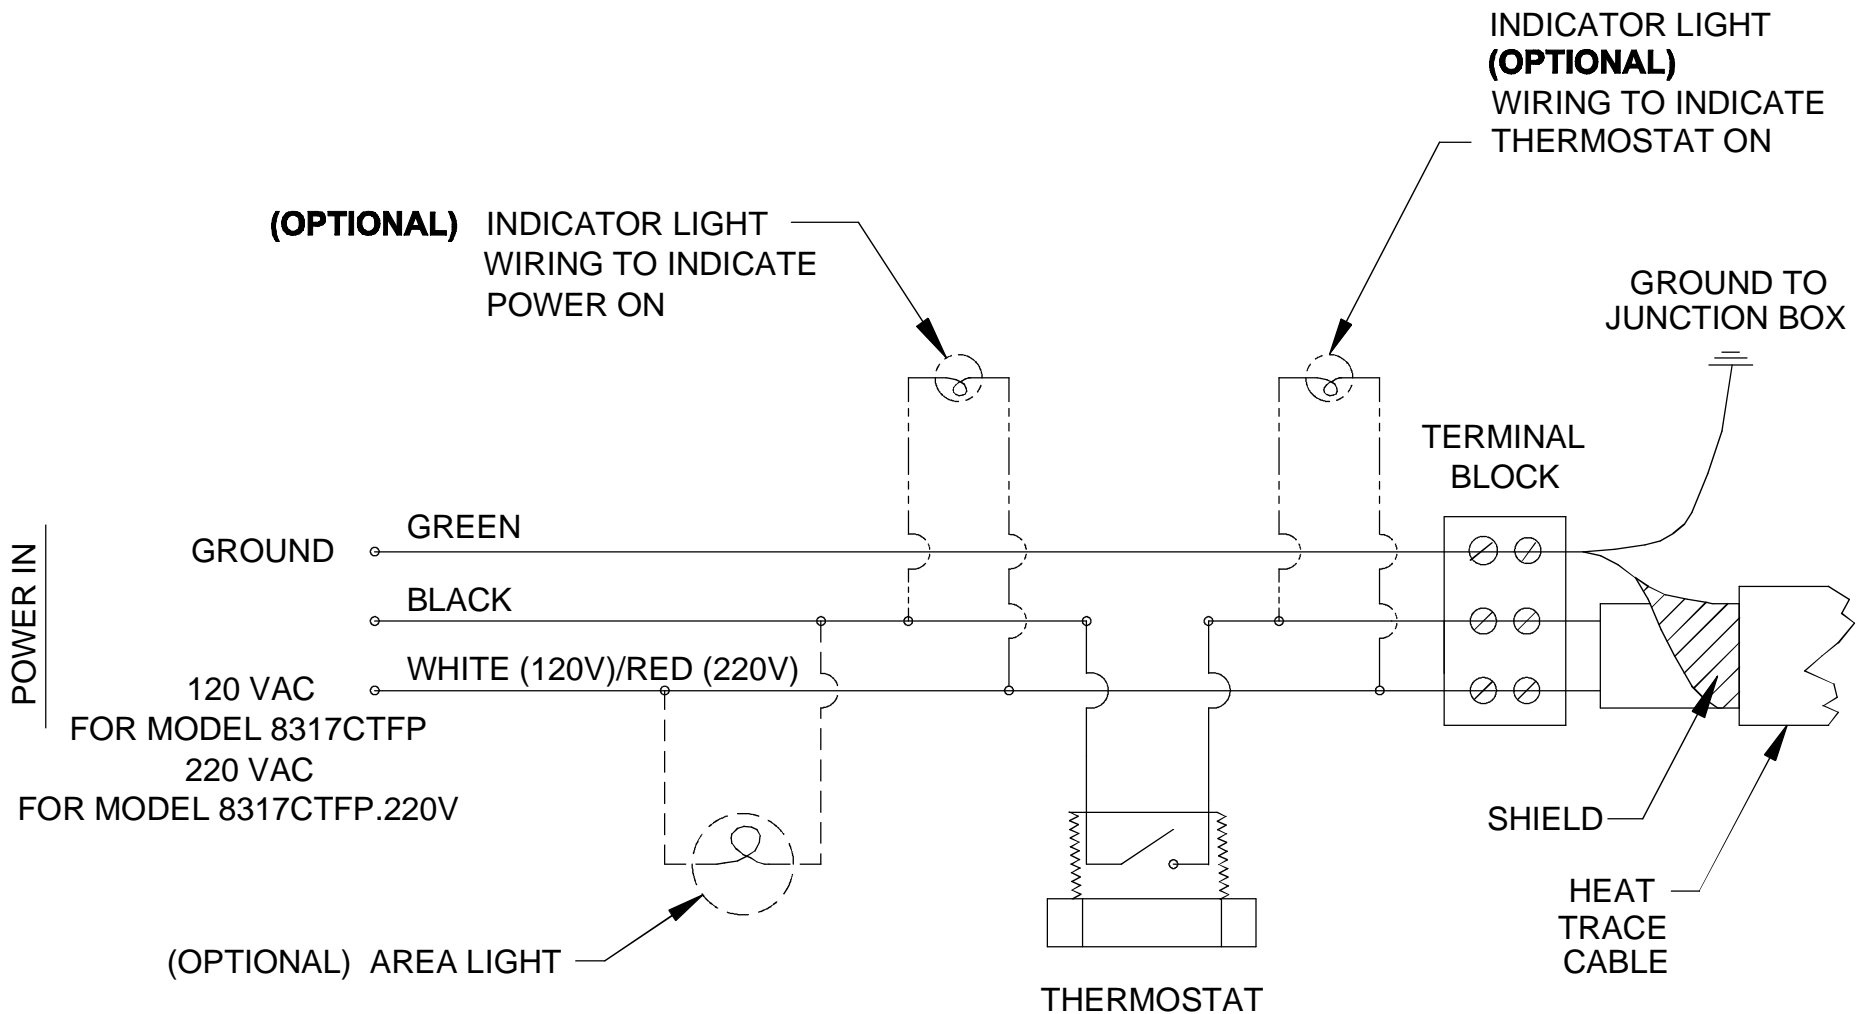 INDICATOR LIGHT
(OPTIONAL)
WIRING TO INDICATE
THERMOSTAT ON
(OPTIONAL) INDICATOR LIGHT
WIRING TO INDICATE
POWER ON
GROUND TO
JUNCTION BOX
TERMINAL
BLOCK
POWER IN
GROUND
GREEN
BLACK
WHITE (120V)/RED (220V)
120 VAC
FOR MODEL 8317CTFP
220 VAC
FOR MODEL 8317CTFP.220V
SHIELD
HEAT
TRACE
CABLE
(OPTIONAL) AREA LIGHT
THERMOSTAT